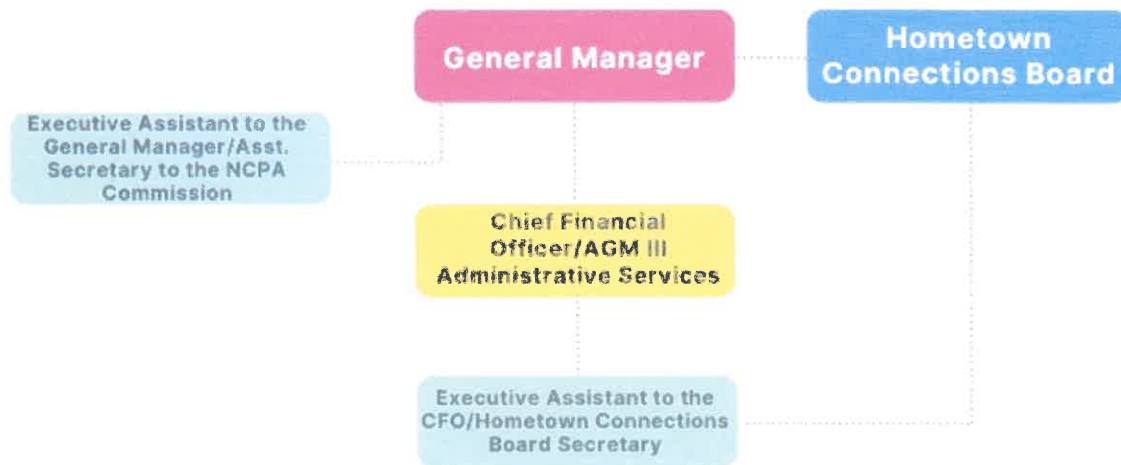 General Manager
Hometown
Connections Board
Executive Assistant to the
General Manager/Asst.
Secretary to the NCPA
Commission
Chief Financial
Officer/AGM III
Administrative Services
Executive Assistant to the
CFO/Hometown Connections
Board Secretary